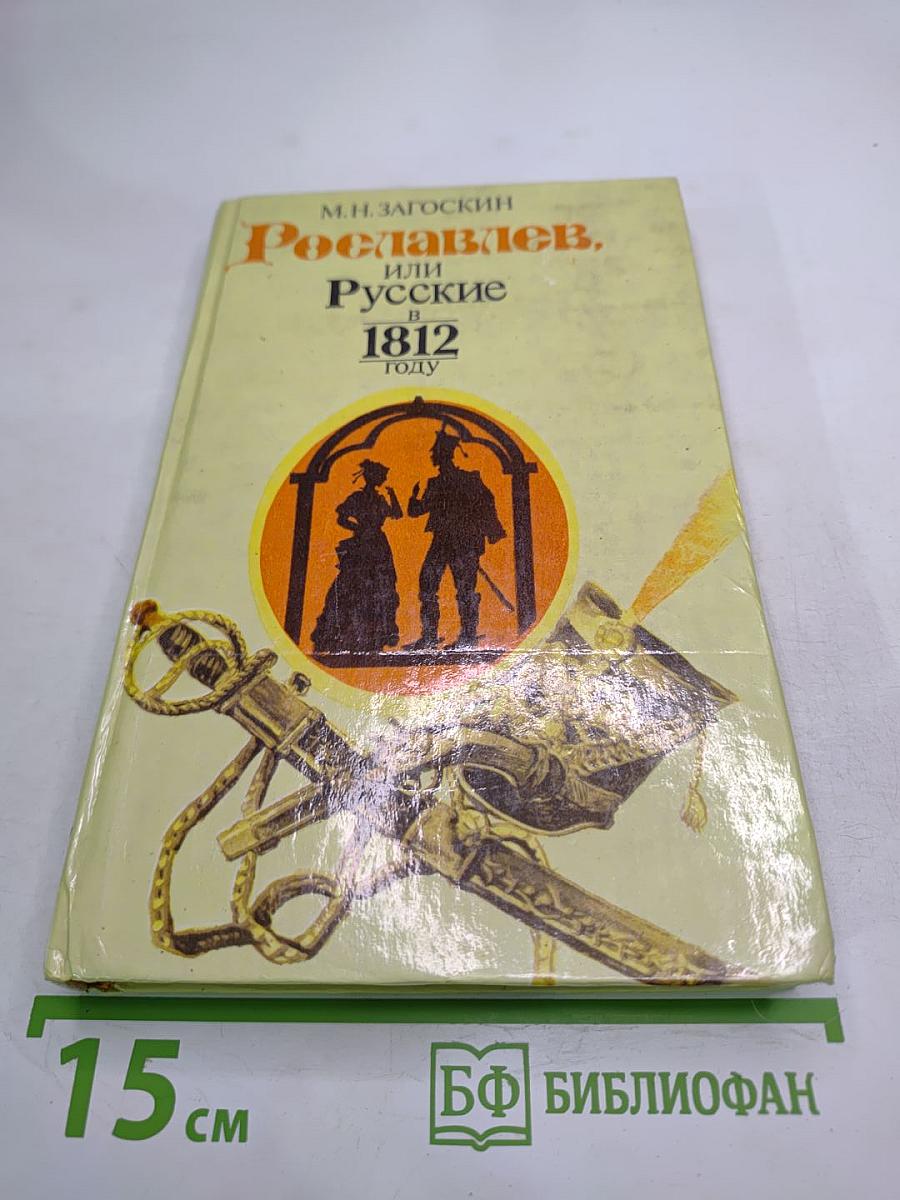 М. Н. ЗАГОСКИН
Рославлев,
или
Русские
в
1812
году
15 см
БФ БИБЛИОФАН